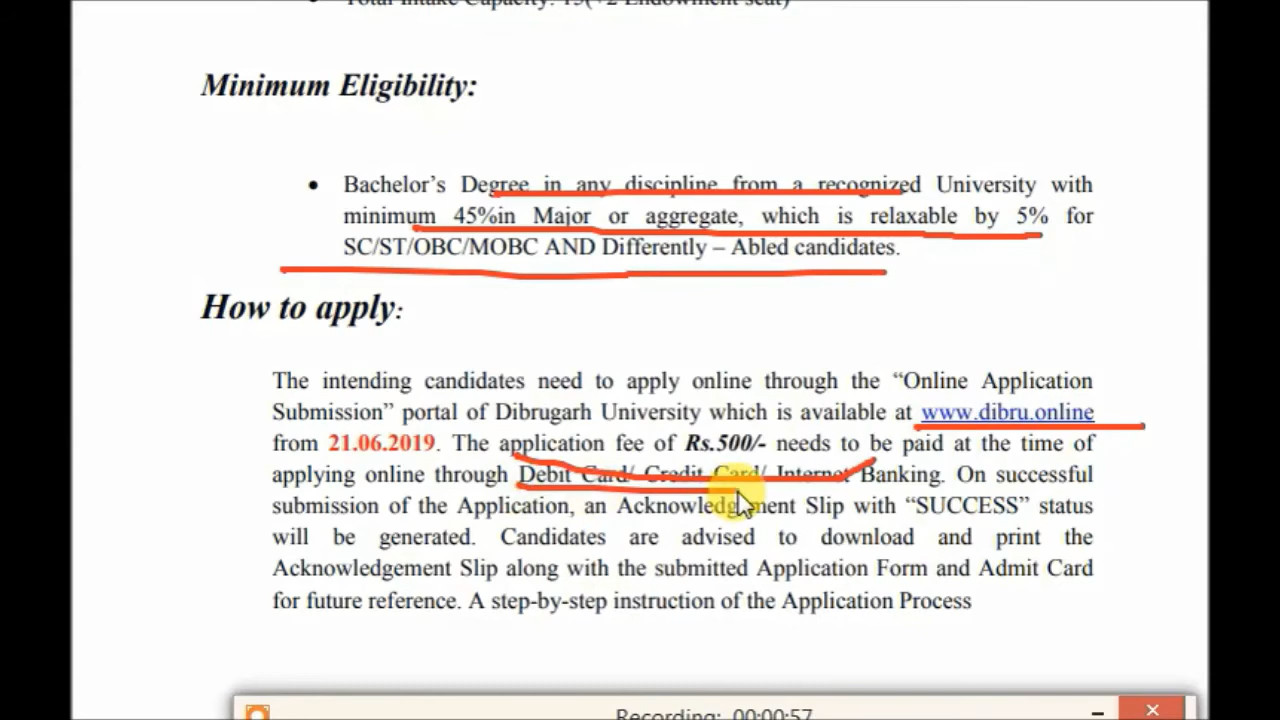 Total Intake Capacity: 15(+2 Endowment seat)
Minimum Eligibility:
• Bachelor’s Degree in any discipline from a recognized University with
minimum 45%in Major or aggregate, which is relaxable by 5% for
SC/ST/OBC/MOBC AND Differently – Abled candidates.
How to apply:
The intending candidates need to apply online through the “Online Application
Submission” portal of Dibrugarh University which is available at www.dibru.online
from 21.06.2019. The application fee of Rs.500/- needs to be paid at the time of
applying online through Debit Card/ Credit Card/ Internet Banking. On successful
submission of the Application, an Acknowledgement Slip with “SUCCESS” status
will be generated. Candidates are advised to download and print the
Acknowledgement Slip along with the submitted Application Form and Admit Card
for future reference. A step-by-step instruction of the Application Process
Recording: 00:00:57